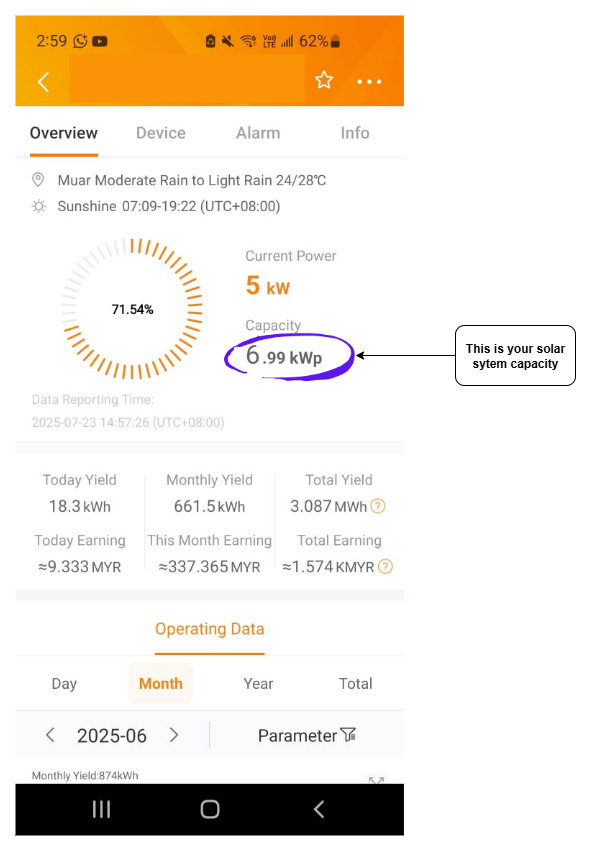 2:59 62%
Overview Device Alarm Info
Muar Moderate Rain to Light Rain 24/28℃
Sunshine 07:09-19:22 (UTC+08:00)
Current Power
5 kW
71.54%
Capacity
6.99 kWp
This is your solar
sytem capacity
Data Reporting Time:
2025-07-23 14:57:26 (UTC+08:00)
Today Yield Monthly Yield Total Yield
18.3 kWh 661.5 kWh 3.087 MWh ?
Today Earning This Month Earning Total Earning
≈9.333 MYR ≈337.365 MYR ≈1.574 KMYR ?
Operating Data
Day Month Year Total
2025-06 Parameter
Monthly Yield:874kWh